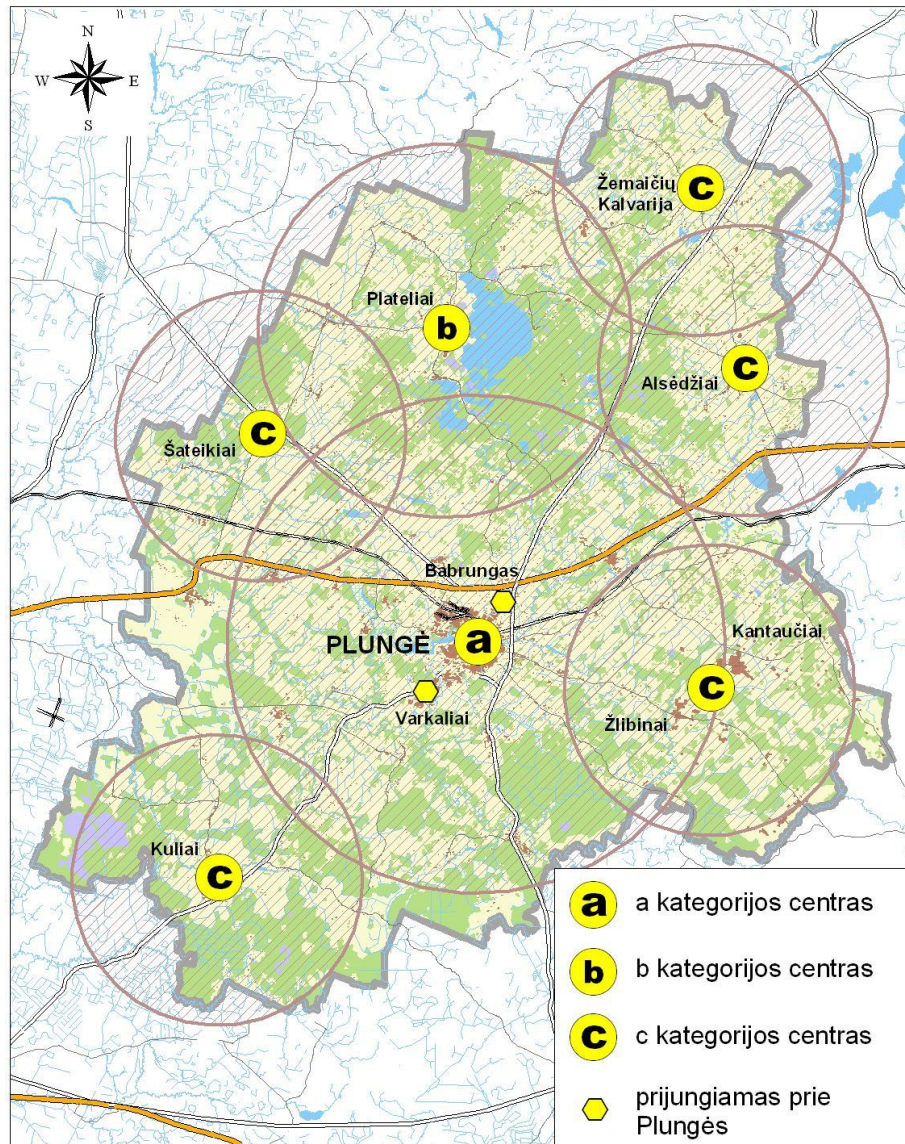 N
W E
S
Žemaičių
Kalvarija
c
Plateliai
b
Alsėdžiai
c
Šateikiai
c
Babrungas
PLUNGĖ
a
Kantaučiai
c
Žlibinai
Varkaliai
Kuliai
c
a a kategorijos centras
b b kategorijos centras
c c kategorijos centras
prijungiamas prie
Plungės